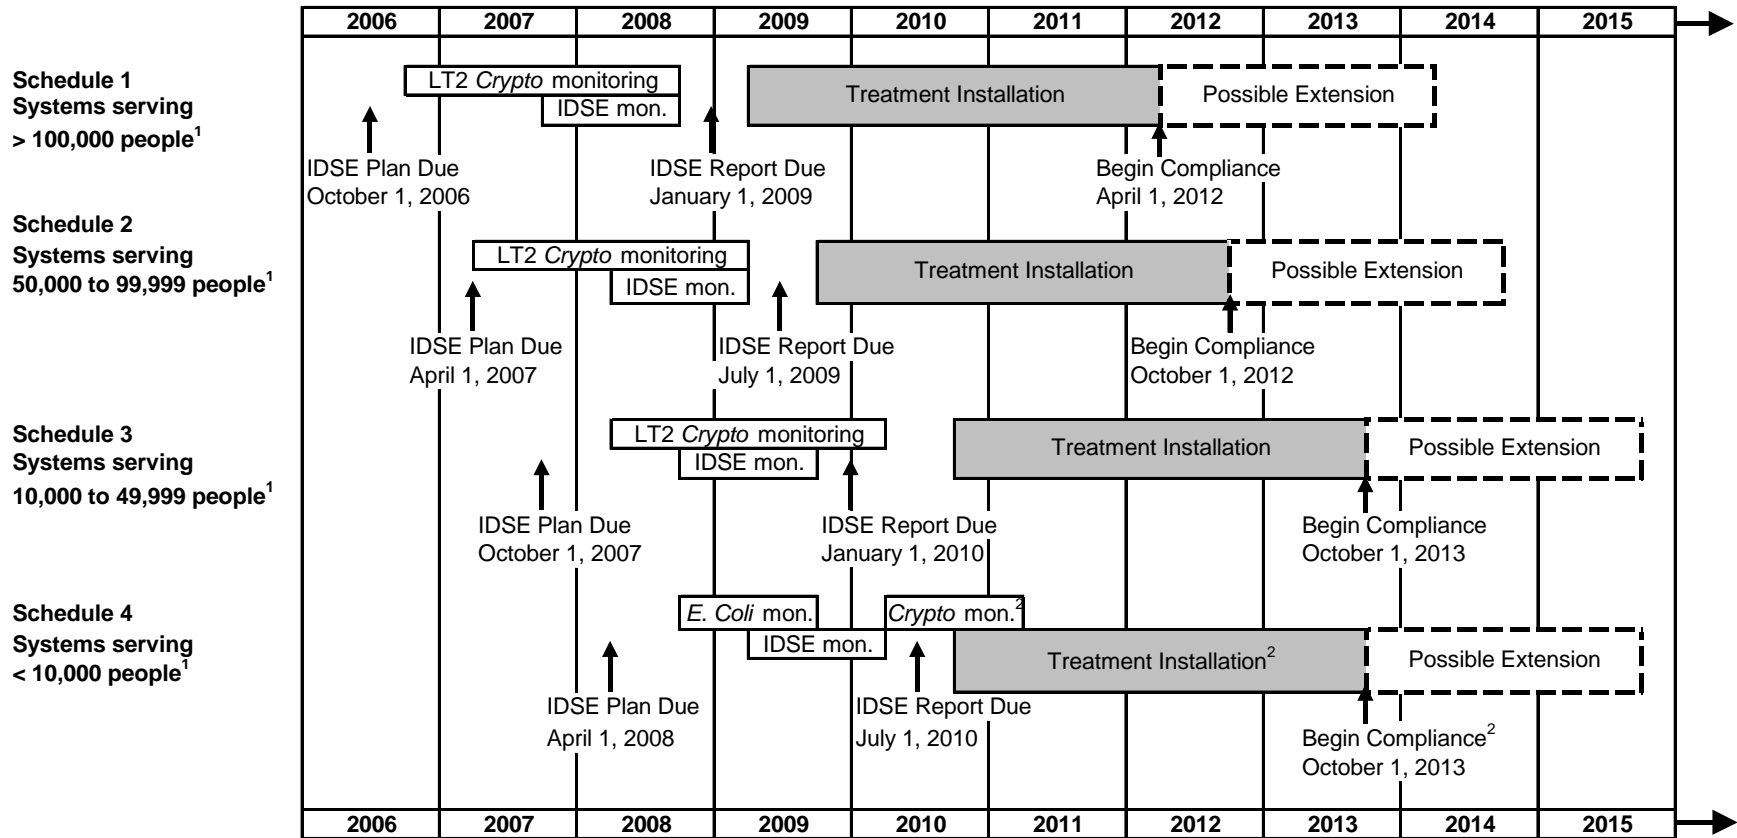 2006 2007 2008 2009 2010 2011 2012 2013 2014 2015
Schedule 1
Systems serving
> 100,000 people¹
LT2 Crypto monitoring
IDSE mon.
Treatment Installation
Possible Extension
IDSE Plan Due
October 1, 2006
IDSE Report Due
January 1, 2009
Begin Compliance
April 1, 2012
Schedule 2
Systems serving
50,000 to 99,999 people¹
LT2 Crypto monitoring
IDSE mon.
Treatment Installation
Possible Extension
IDSE Plan Due
April 1, 2007
IDSE Report Due
July 1, 2009
Begin Compliance
October 1, 2012
Schedule 3
Systems serving
10,000 to 49,999 people¹
LT2 Crypto monitoring
IDSE mon.
Treatment Installation
Possible Extension
IDSE Plan Due
October 1, 2007
IDSE Report Due
January 1, 2010
Begin Compliance
October 1, 2013
Schedule 4
Systems serving
< 10,000 people¹
E. Coli mon.
Crypto mon.²
IDSE mon.
Treatment Installation²
Possible Extension
IDSE Plan Due
April 1, 2008
IDSE Report Due
July 1, 2010
Begin Compliance²
October 1, 2013
2006 2007 2008 2009 2010 2011 2012 2013 2014 2015